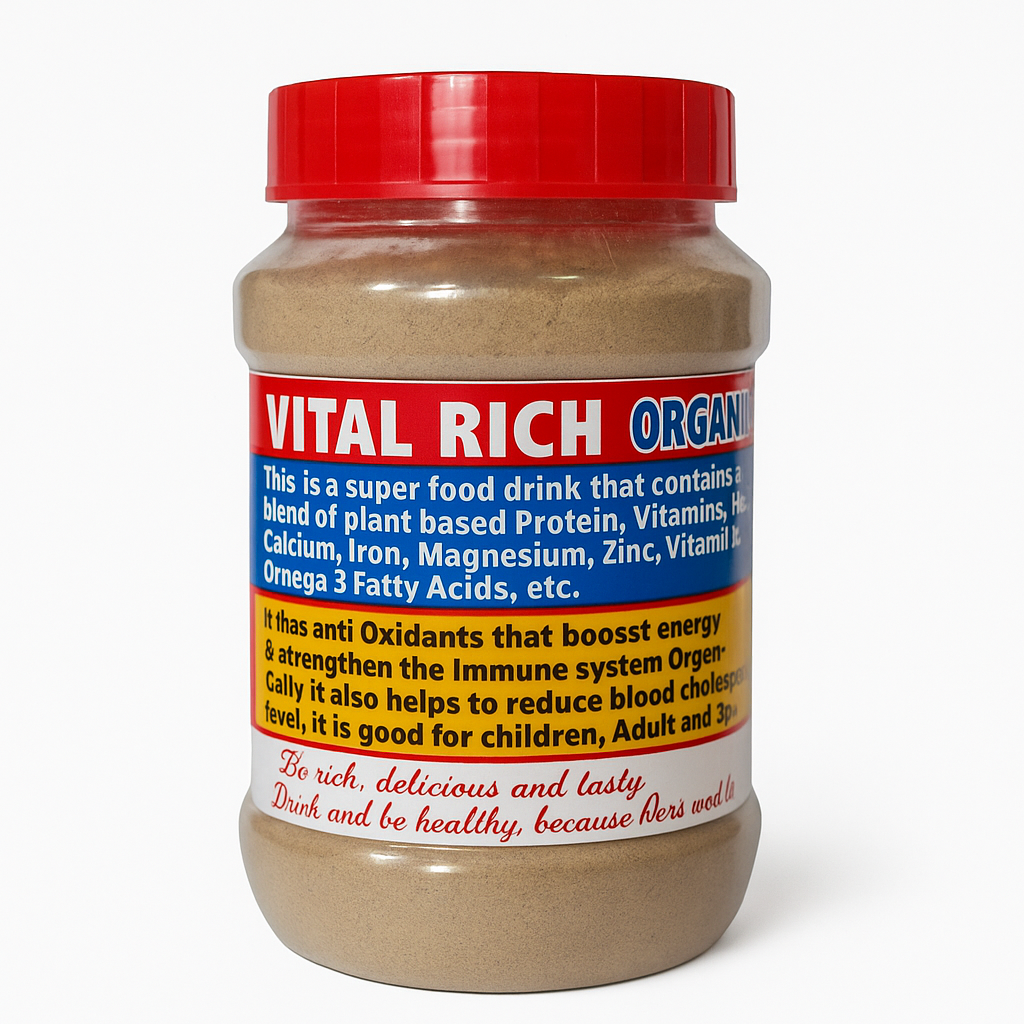 VITAL RICH ORGANI
This is a super food drink that contains a
blend of plant based Protein, Vitamins,
Calcium, Iron, Magnesium, Zinc, Vitamil
Ornega 3 Fatty Acids, etc.
It thas anti Oxidants that boosst energy
& atrengthen the Immune system Orgen-
Gally it also helps to reduce blood
fevel, it is good for children, Adult and
Bo rich, delicious and lasty
Drink and be healthy, because